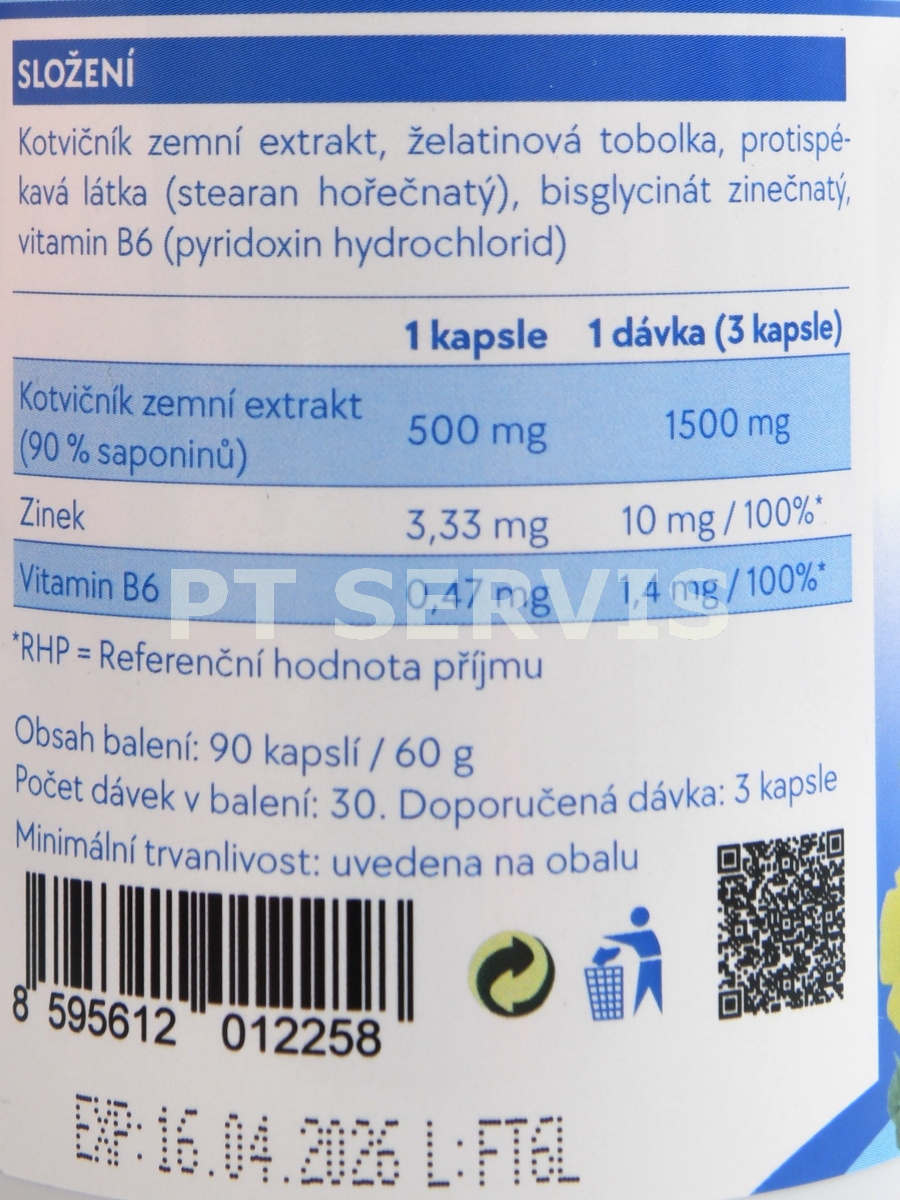 SLOŽENÍ
Kotvičník zemní extrakt, želatinová tobolka, protispé-
kavá látka (stearan hořečnatý), bisglycinát zinečnatý,
vitamin B6 (pyridoxin hydrochlorid)
1 kapsle 1 dávka (3 kapsle)
Kotvičník zemní extrakt
(90 % saponinů) 500 mg 1500 mg
Zinek 3,33 mg 10 mg / 100%*
Vitamin B6 0,47 mg 1,4 mg / 100%*
PT SERVIS
*RHP = Referenční hodnota příjmu
Obsah balení: 90 kapslí / 60 g
Počet dávek v balení: 30. Doporučená dávka: 3 kapsle
Minimální trvanlivost: uvedena na obalu
8 595612 012258
EXP: 16.04.2026 L: FT6L